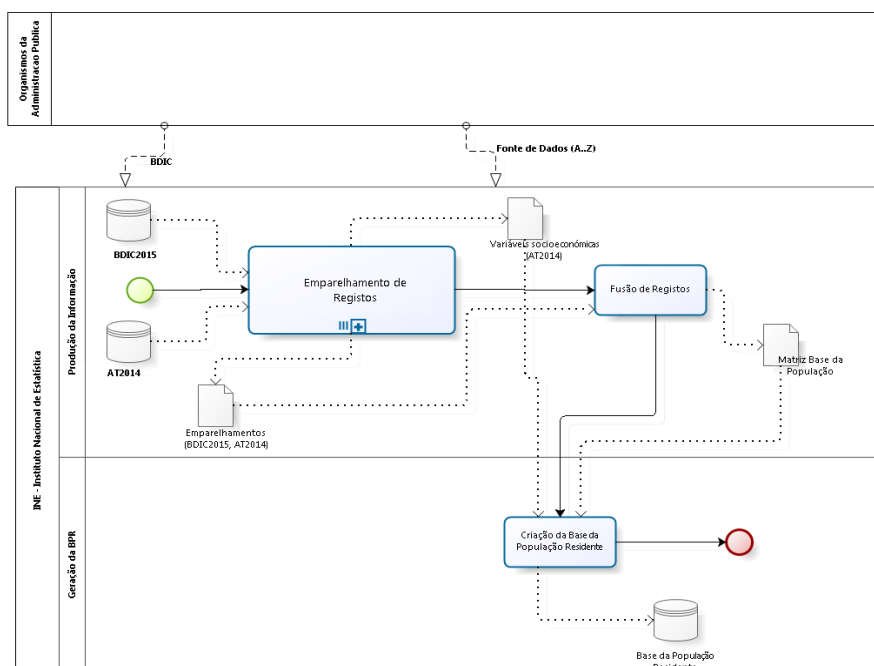 Organismos da
Administracao Publica
BDIC
Fonte de Dados (A..Z)
INE - Instituto Nacional de Estatística
Produção da Informação
BDIC2015
Variáveis socioeconómicas
(AT2014)
Emparelhamento de
Registos
Fusão de Registos
AT2014
Matriz Base da
População
Emparelhamentos
(BDIC2015, AT2014)
Geração da BPR
Criação da Base da
População Residente
Base da População
Residente